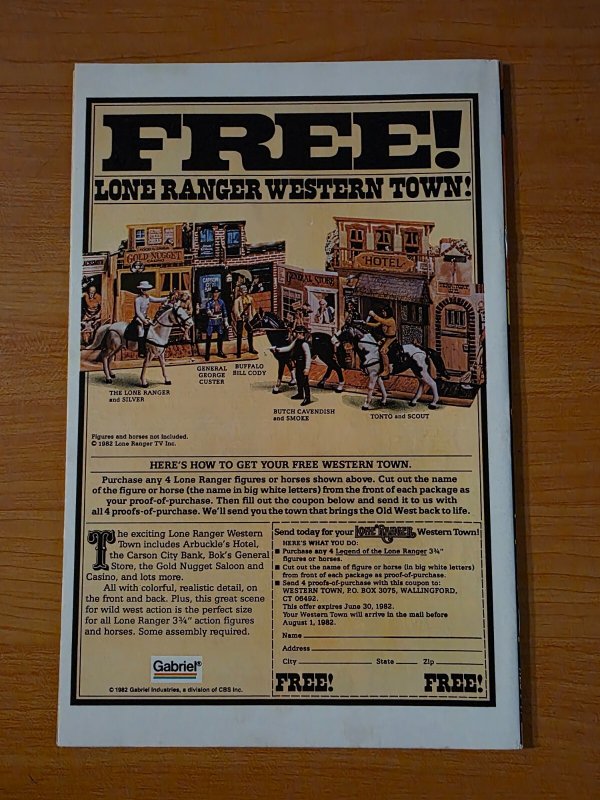 FREE!
LONE RANGER WESTERN TOWN!
GOLD NUGGET
GENERAL STORE
HOTEL
THE LONE RANGER
and SILVER
GENERAL
GEORGE
CUSTER
BUFFALO
BILL CODY
BUTCH CAVENDISH
and SMOKE
TONTO and SCOUT
Figures and horses not included.
© 1982 Lone Ranger TV Inc.
HERE'S HOW TO GET YOUR FREE WESTERN TOWN.
Purchase any 4 Lone Ranger figures or horses shown above. Cut out the name
of the figure or horse (the name in big white letters) from the front of each package as
your proof-of-purchase. Then fill out the coupon below and send it to us with
all 4 proofs-of-purchase. We'll send you the town that brings the Old West back to life.
The exciting Lone Ranger Western
Town includes Arbuckle's Hotel,
the Carson City Bank, Bok's General
Store, the Gold Nugget Saloon and
Casino, and lots more.
All with colorful, realistic detail, on
the front and back. Plus, this great scene
for wild west action is the perfect size
for all Lone Ranger 3¾" action figures
and horses. Some assembly required.
Gabriel®
© 1982 Gabriel Industries, a division of CBS Inc.
Send today for your LONE RANGER Western Town!
HERE'S WHAT YOU DO:
■ Purchase any 4 Legend of the Lone Ranger 3¾"
figures or horses.
■ Cut out the name of figure or horse (in big white letters)
from front of each package as proof-of-purchase.
■ Send 4 proofs-of-purchase with this coupon to:
WESTERN TOWN, P.O. BOX 3075, WALLINGFORD,
CT 06492.
This offer expires June 30, 1982.
Your Western Town will arrive in the mail before
August 1, 1982.
Name
Address
City State Zip
FREE! FREE!